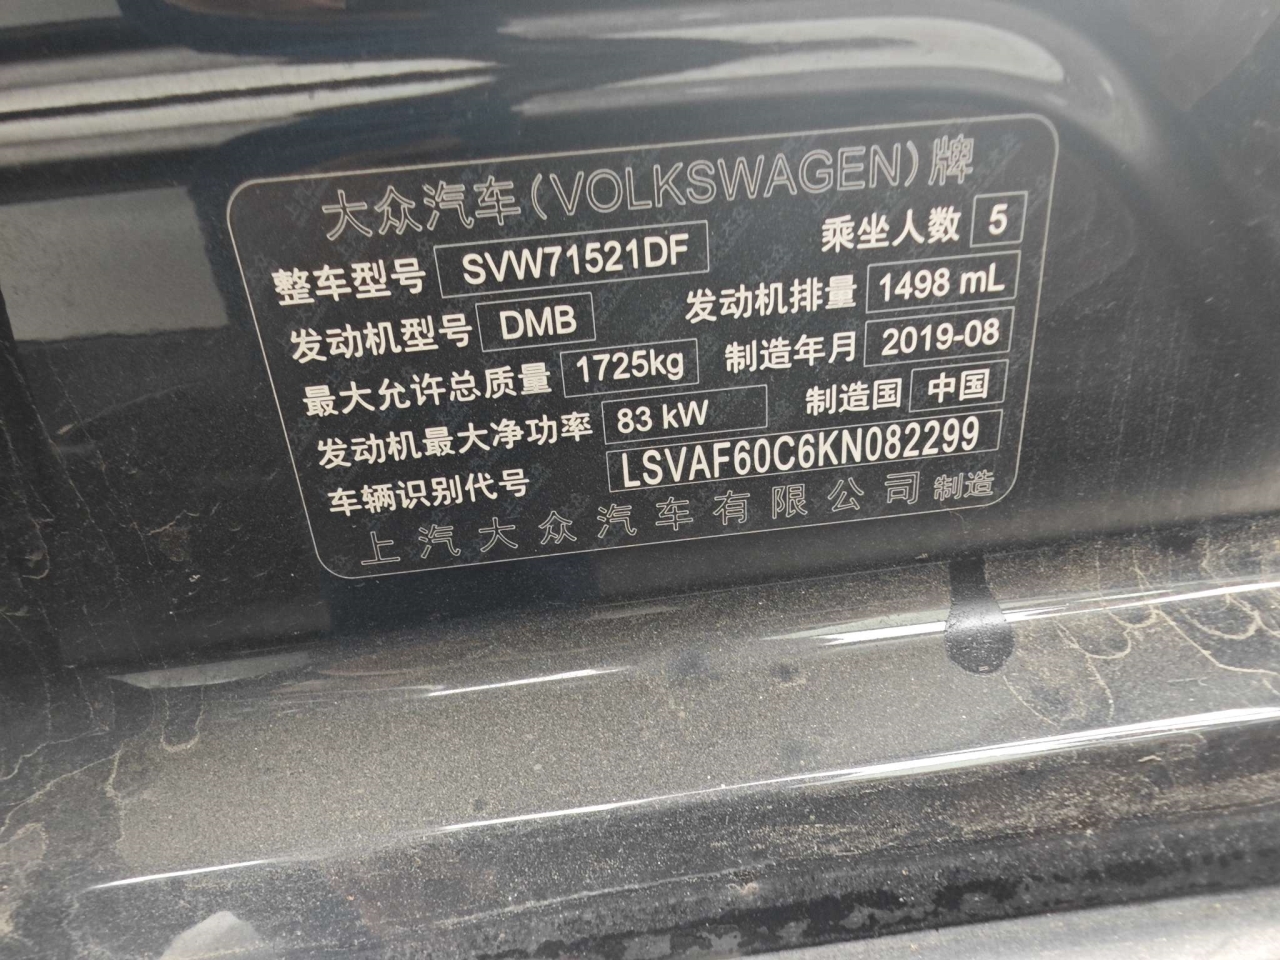 大众汽车(VOLKSWAGEN)牌
整车型号 SVW71521DF 乘坐人数 5
发动机型号 DMB 发动机排量 1498 mL
最大允许总质量 1725kg 制造年月 2019-08
发动机最大净功率 83 kW 制造国 中国
车辆识别代号 LSVAF60C6KN082299
上汽大众汽车有限公司 制造